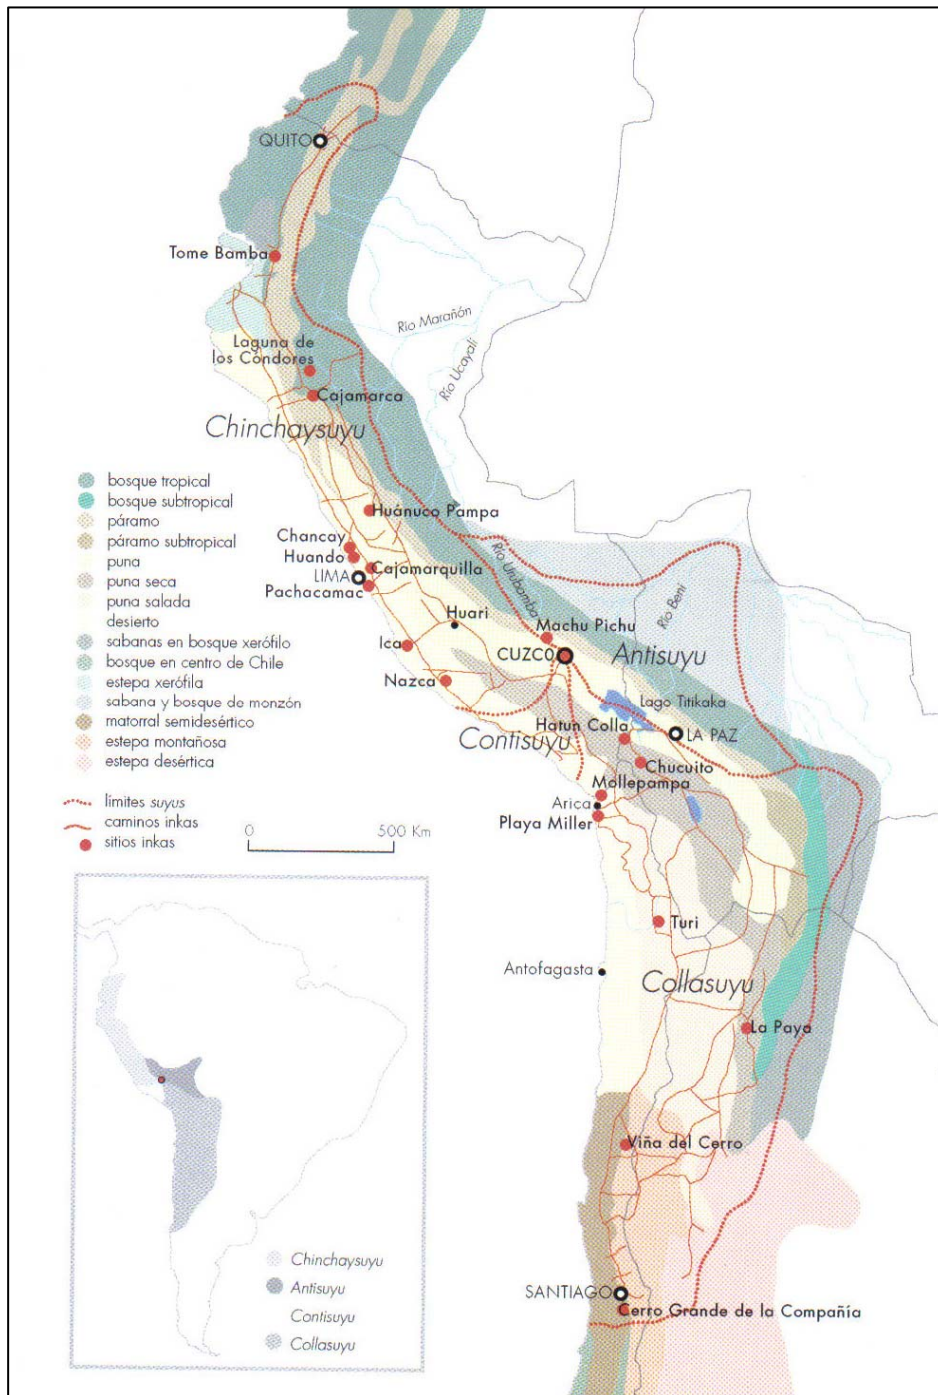 QUITO
Tome Bamba
Río Marañón
Río Ucayali
Laguna de
los Cóndores
Cajamarca
Chinchaysuyu
bosque tropical
bosque subtropical
páramo
páramo subtropical
puna
puna seca
puna salada
desierto
sabanas en bosque xerófilo
bosque en centro de Chile
estepa xerófila
sabana y bosque de monzón
matorral semidesértico
estepa montañosa
estepa desértica
límites suyus
caminos inkas
sitios inkas
Huánuco Pampa
Chancay
Huando
LIMA
Cajamarquilla
Pachacamac
Huari
Río Urubamba
Río Beni
Machu Pichu
Ica
CUZCO
Antisuyu
Nazca
Lago Titikaka
Contisuyu
Hatun Colla
LA PAZ
Chucuito
Mollepampa
Arica
Playa Miller
0 500 Km
Turi
Antofagasta
Collasuyu
La Paya
Viña del Cerro
SANTIAGO
Cerro Grande de la Compañía
Chinchaysuyu
Antisuyu
Contisuyu
Collasuyu